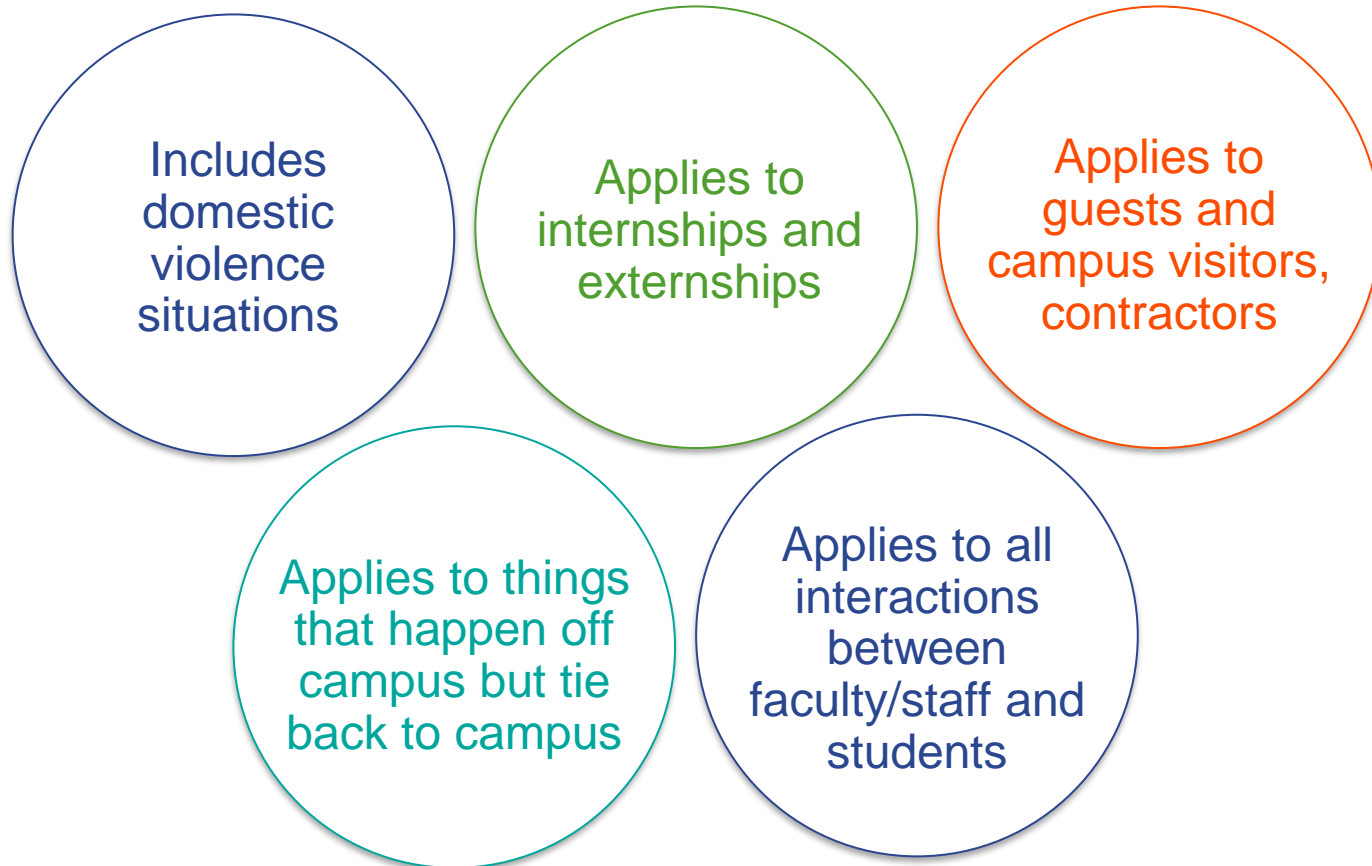 Includes
domestic
violence
situations
Applies to
internships and
externships
Applies to
guests and
campus visitors,
contractors
Applies to things
that happen off
campus but tie
back to campus
Applies to all
interactions
between
faculty/staff and
students